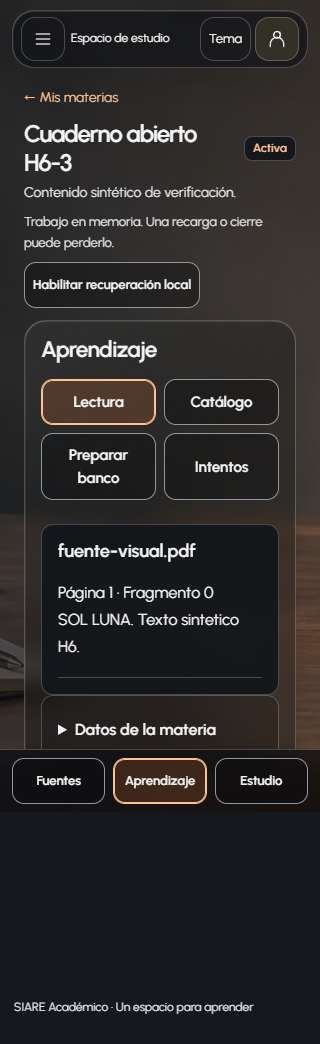 Espacio de estudio
Tema
← Mis materias
Cuaderno abierto
H6-3
Activa
Contenido sintético de verificación.
Trabajo en memoria. Una recarga o cierre
puede perderlo.
Habilitar recuperación local
Aprendizaje
Lectura
Catálogo
Preparar
banco
Intentos
fuente-visual.pdf
Página 1 · Fragmento 0
SOL LUNA. Texto sintetico
H6.
▶ Datos de la materia
Fuentes
Aprendizaje
Estudio
SIARE Académico · Un espacio para aprender